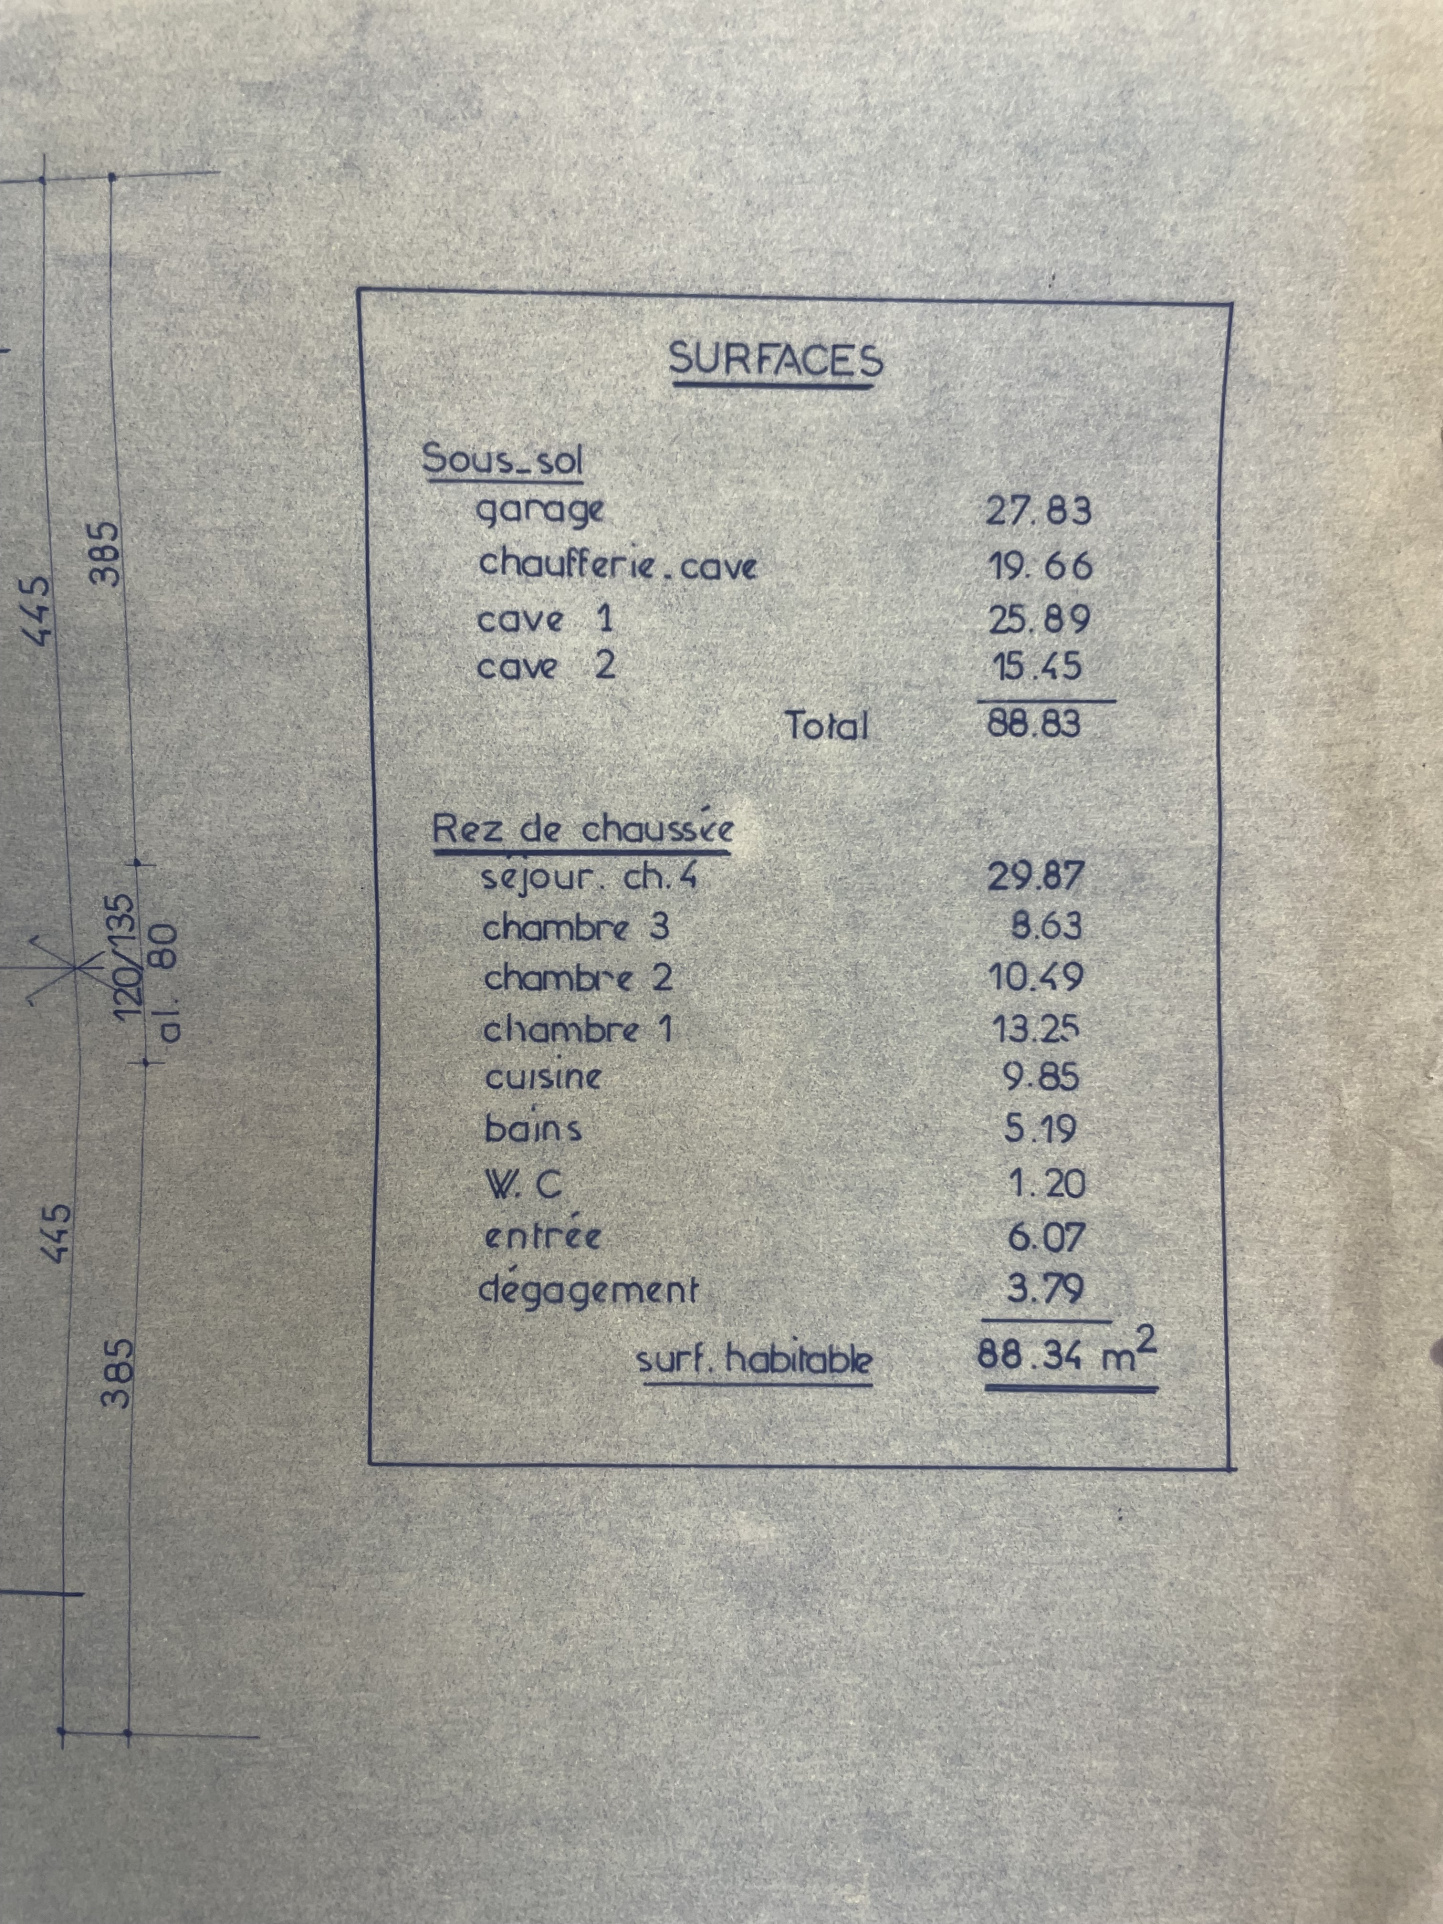 SURFACES
Sous_sol
garage 27.83
chaufferie.cave 19.66
cave 1 25.89
cave 2 15.45
Total 88.83
Rez de chaussée
séjour. ch.4 29.87
chambre 3 8.63
chambre 2 10.49
chambre 1 13.25
cuisine 9.85
bains 5.19
W.C 1.20
entrée 6.07
dégagement 3.79
surf. habitable 88.34 m²
445
385
120/135
al. 80
445
385